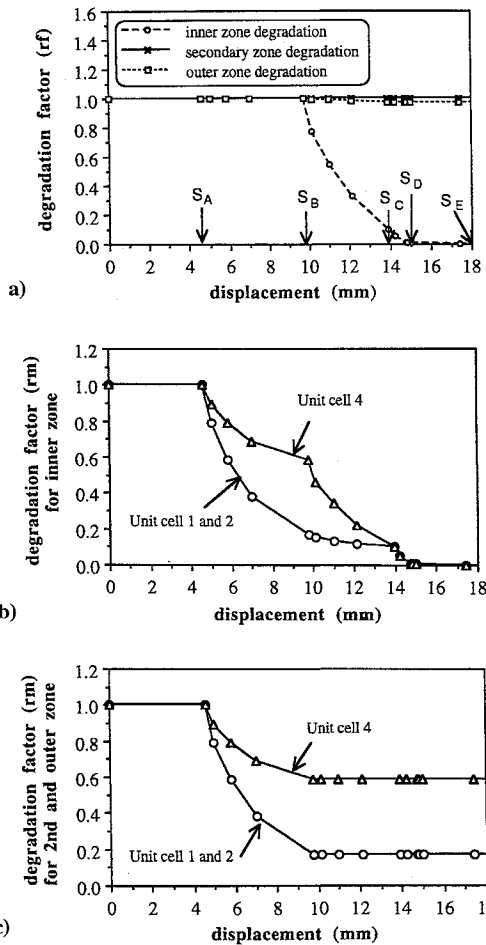 1.6
1.4
1.2
1.0
0.8
0.6
0.4
0.2
0.0
degradation factor (rf)
inner zone degradation
secondary zone degradation
outer zone degradation
S_A
S_B
S_C
S_D
S_E
0 2 4 6 8 10 12 14 16 18
displacement (mm)
a)
1.2
1.0
0.8
0.6
0.4
0.2
0.0
degradation factor (rm)
for inner zone
Unit cell 4
Unit cell 1 and 2
0 2 4 6 8 10 12 14 16 18
displacement (mm)
b)
1.2
1.0
0.8
0.6
0.4
0.2
0.0
degradation factor (rm)
for 2nd and outer zone
Unit cell 4
Unit cell 1 and 2
0 2 4 6 8 10 12 14 16 18
displacement (mm)
c)